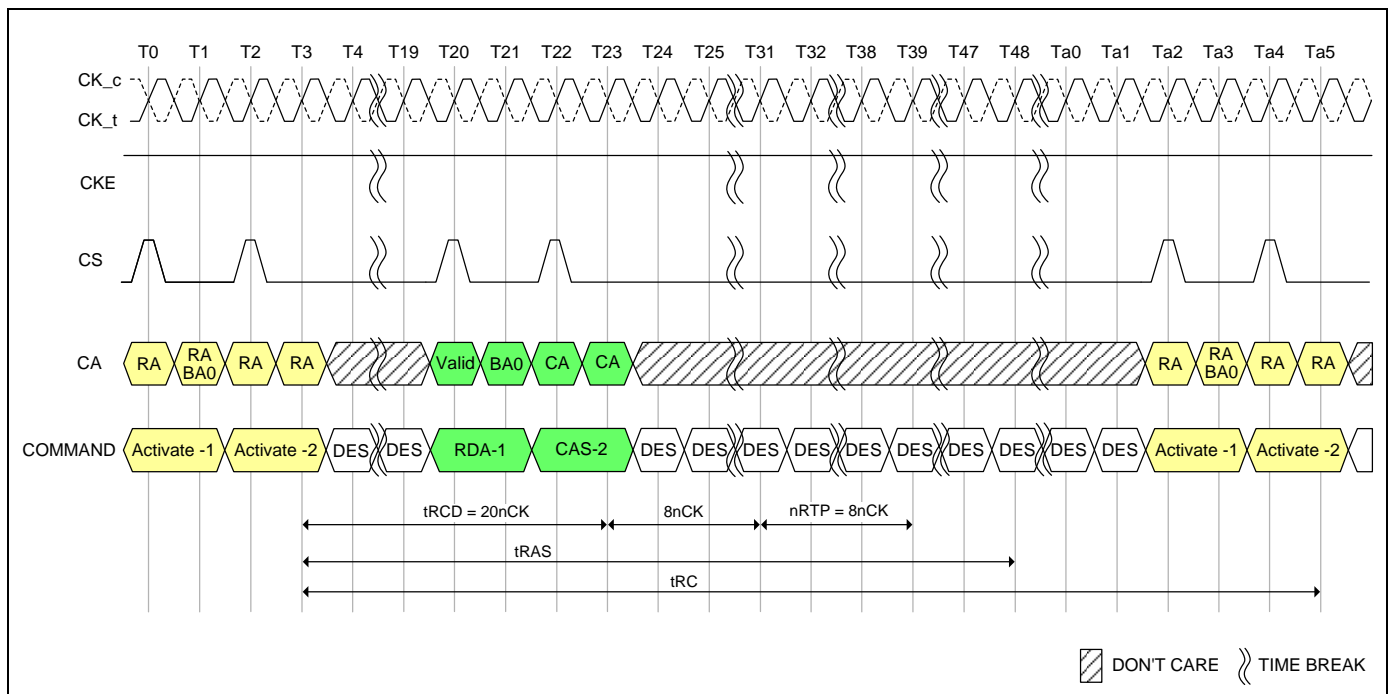 T0 T1 T2 T3 T4 T19 T20 T21 T22 T23 T24 T25 T31 T32 T38 T39 T47 T48 Ta0 Ta1 Ta2 Ta3 Ta4 Ta5
CK_c
CK_t
CKE
CS
CA RA RA BA0 RA RA Valid BA0 CA CA RA RA BA0 RA RA
COMMAND Activate -1 Activate -2 DES DES RDA-1 CAS-2 DES DES DES DES DES DES DES DES DES DES Activate -1 Activate -2
tRCD = 20nCK 8nCK nRTP = 8nCK
tRAS
tRC
DON'T CARE TIME BREAK